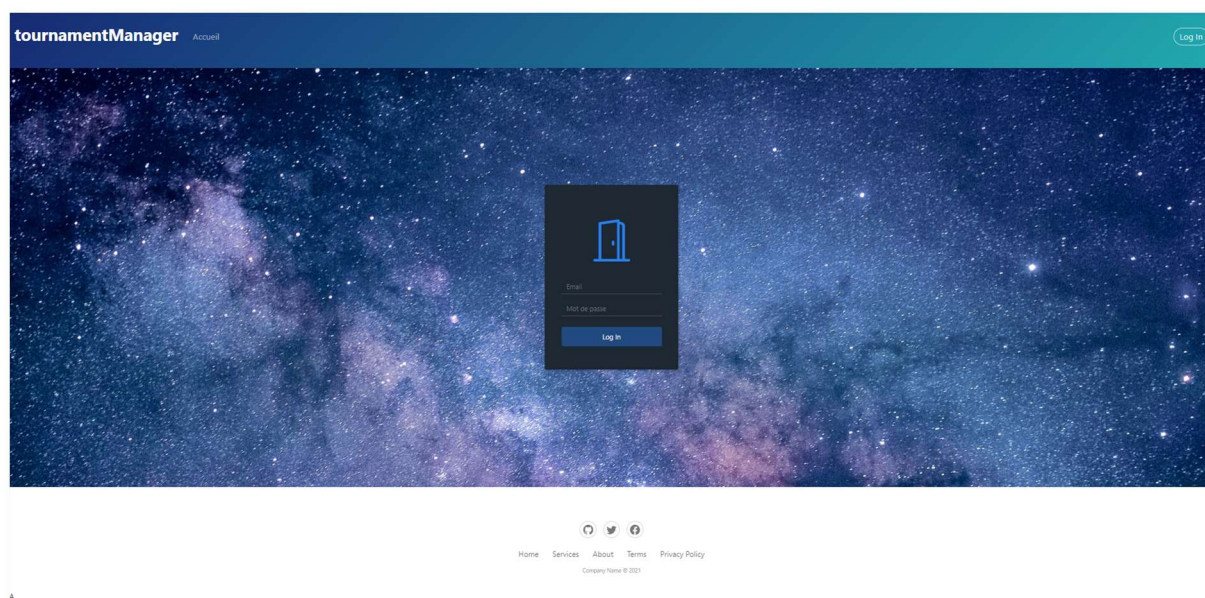 tournamentManager Accueil Log In
Email
Mot de passe
Log In
Home Services About Terms Privacy Policy
Company Name © 2021
A